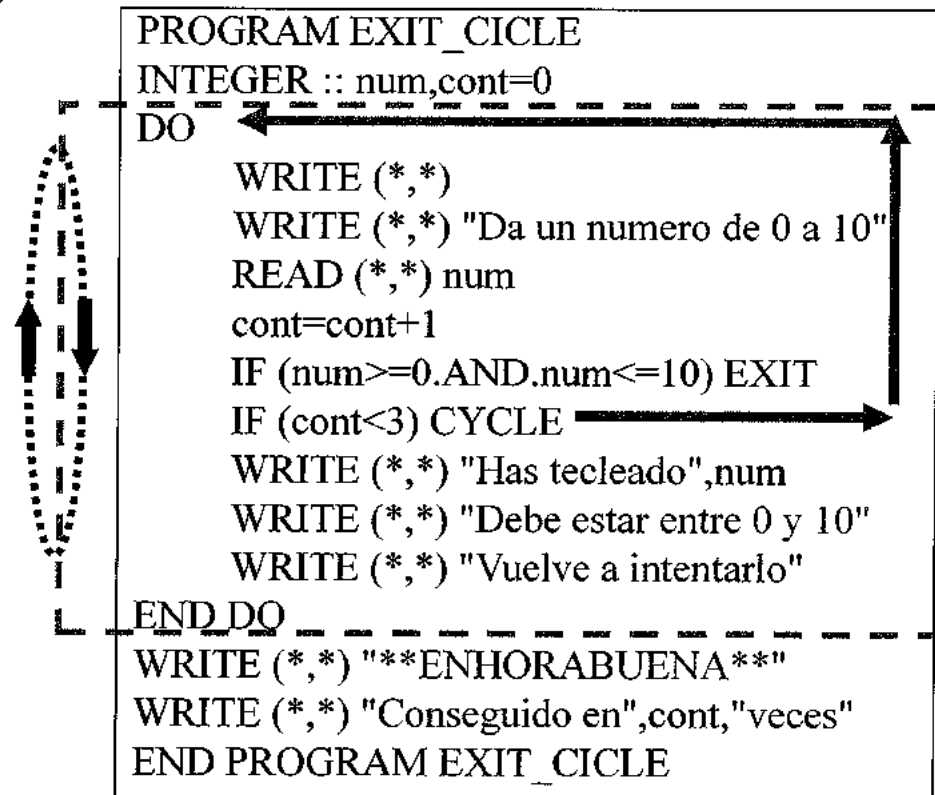 PROGRAM EXIT_CICLE
INTEGER :: num,cont=0
DO
WRITE (*,*)
WRITE (*,*) "Da un numero de 0 a 10"
READ (*,*) num
cont=cont+1
IF (num>=0.AND.num<=10) EXIT
IF (cont<3) CYCLE
WRITE (*,*) "Has tecleado",num
WRITE (*,*) "Debe estar entre 0 y 10"
WRITE (*,*) "Vuelve a intentarlo"
END DO
WRITE (*,*) "**ENHORABUENA**"
WRITE (*,*) "Conseguido en",cont,"veces"
END PROGRAM EXIT_CICLE